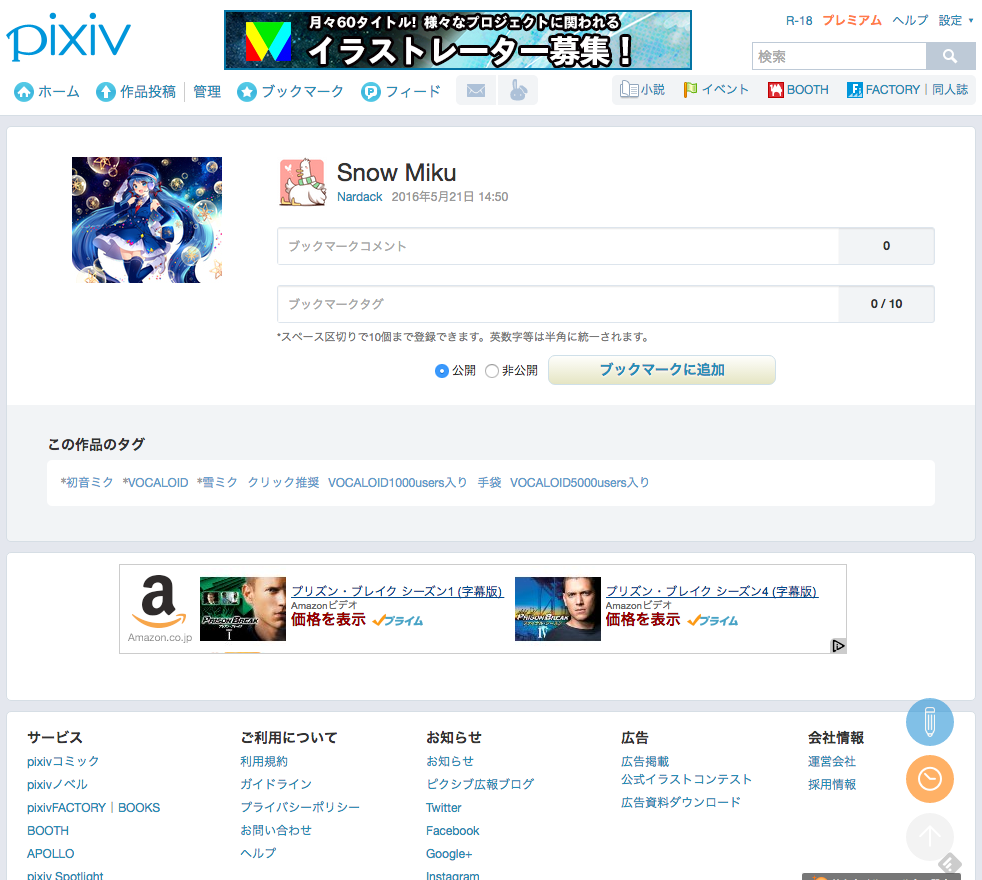 pixiv
月々60タイトル! 様々なプロジェクトに関われる
イラストレーター募集！
R-18 プレミアム ヘルプ 設定
検索
ホーム 作品投稿 管理 ブックマーク フィード
小説 イベント BOOTH FACTORY｜同人誌
Snow Miku
Nardack 2016年5月21日 14:50
ブックマークコメント 0
ブックマークタグ 0 / 10
*スペース区切りで10個まで登録できます。英数字等は半角に統一されます。
公開 非公開 ブックマークに追加
この作品のタグ
*初音ミク *VOCALOID *雪ミク クリック推奨 VOCALOID1000users入り 手袋 VOCALOID5000users入り
a
Amazon.co.jp
PRISON BREAK
I
プリズン・ブレイク シーズン1 (字幕版)
Amazonビデオ
価格を表示 プライム
PRISON BREAK
IV
プリズン・ブレイク シーズン4 (字幕版)
Amazonビデオ
価格を表示 プライム
サービス
pixivコミック
pixivノベル
pixivFACTORY｜BOOKS
BOOTH
APOLLO
pixiv Spotlight
ご利用について
利用規約
ガイドライン
プライバシーポリシー
お問い合わせ
ヘルプ
お知らせ
お知らせ
ピクシブ広報ブログ
Twitter
Facebook
Google+
Instagram
広告
広告掲載
公式イラストコンテスト
広告資料ダウンロード
会社情報
運営会社
採用情報